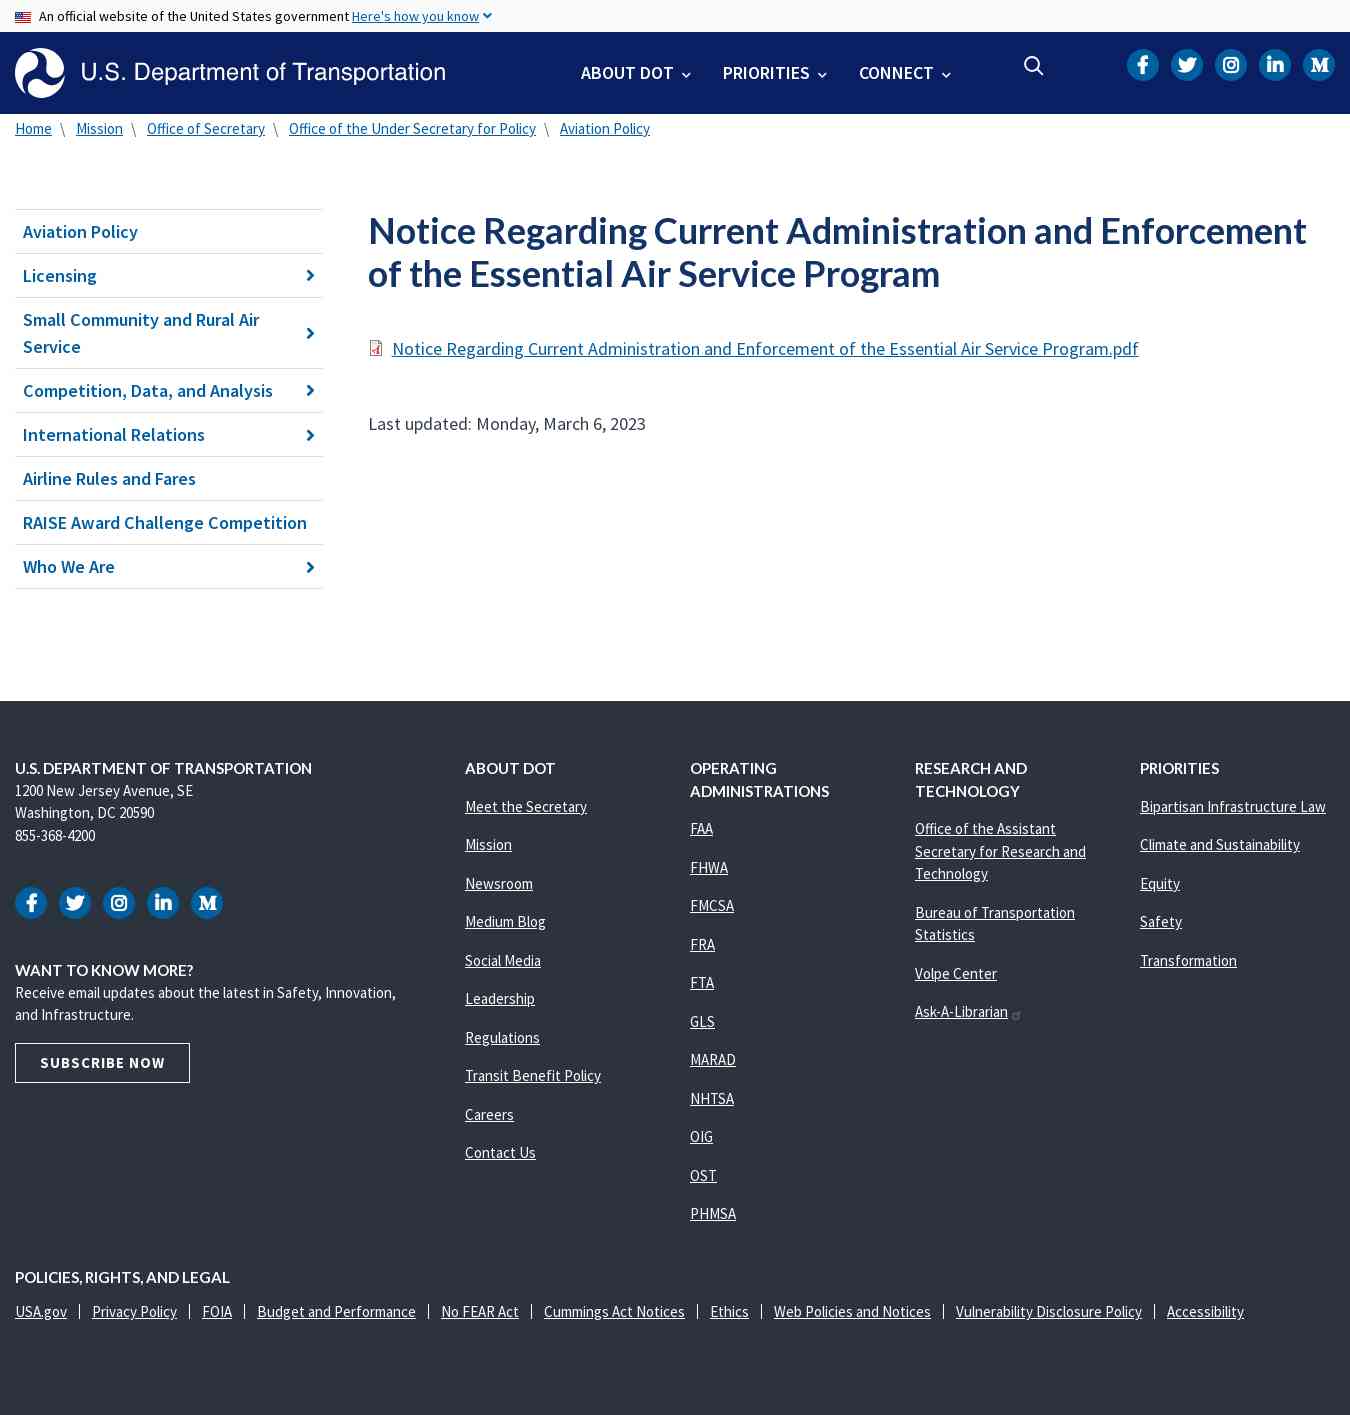 An official website of the United States government Here's how you know
U.S. Department of Transportation
ABOUT DOT
PRIORITIES
CONNECT
Home \ Mission \ Office of Secretary \ Office of the Under Secretary for Policy \ Aviation Policy
Aviation Policy
Licensing
Small Community and Rural Air
Service
Competition, Data, and Analysis
International Relations
Airline Rules and Fares
RAISE Award Challenge Competition
Who We Are
Notice Regarding Current Administration and Enforcement
of the Essential Air Service Program
Notice Regarding Current Administration and Enforcement of the Essential Air Service Program.pdf
Last updated: Monday, March 6, 2023
U.S. DEPARTMENT OF TRANSPORTATION
1200 New Jersey Avenue, SE
Washington, DC 20590
855-368-4200
WANT TO KNOW MORE?
Receive email updates about the latest in Safety, Innovation,
and Infrastructure.
SUBSCRIBE NOW
ABOUT DOT
Meet the Secretary
Mission
Newsroom
Medium Blog
Social Media
Leadership
Regulations
Transit Benefit Policy
Careers
Contact Us
OPERATING
ADMINISTRATIONS
FAA
FHWA
FMCSA
FRA
FTA
GLS
MARAD
NHTSA
OIG
OST
PHMSA
RESEARCH AND
TECHNOLOGY
Office of the Assistant
Secretary for Research and
Technology
Bureau of Transportation
Statistics
Volpe Center
Ask-A-Librarian
PRIORITIES
Bipartisan Infrastructure Law
Climate and Sustainability
Equity
Safety
Transformation
POLICIES, RIGHTS, AND LEGAL
USA.gov | Privacy Policy | FOIA | Budget and Performance | No FEAR Act | Cummings Act Notices | Ethics | Web Policies and Notices | Vulnerability Disclosure Policy | Accessibility